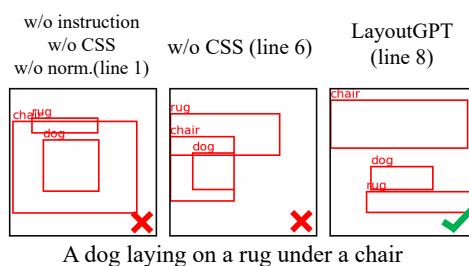 w/o instruction
w/o CSS
w/o norm.(line 1)
w/o CSS (line 6)
LayoutGPT
(line 8)
chair
rug
dog
rug
chair
dog
chair
dog
rug
A dog laying on a rug under a chair